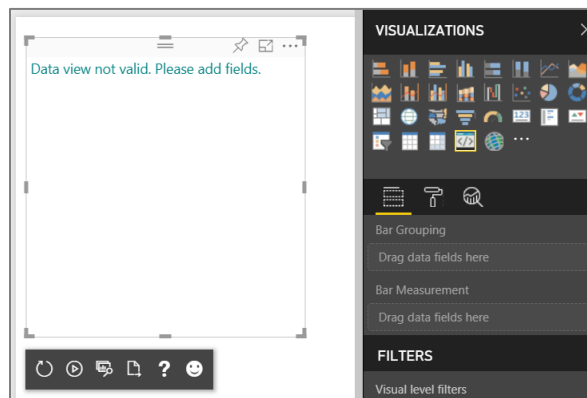 VISUALIZATIONS
Data view not valid. Please add fields.
123
Bar Grouping
Drag data fields here
Bar Measurement
Drag data fields here
FILTERS
Visual level filters